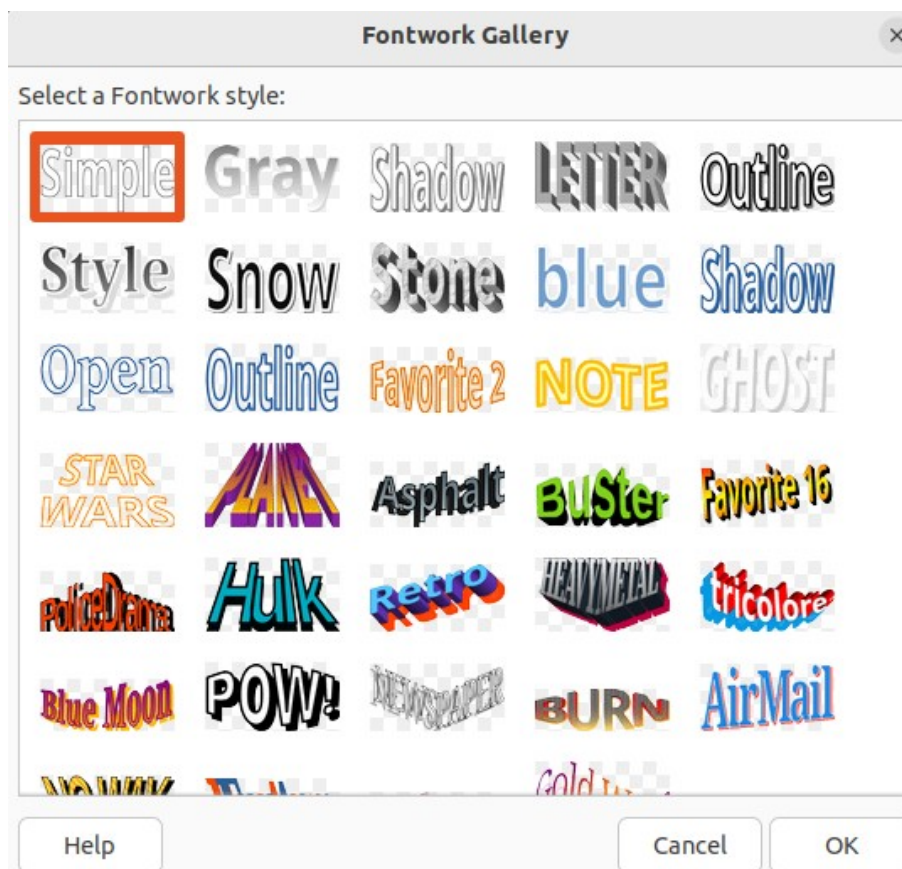 Fontwork Gallery
Select a Fontwork style:
Simple Gray Shadow LETTER Outline
Style Snow Stone blue Shadow
Open Outline Favorite 2 NOTE GHOST
STAR WARS PLANET Asphalt BuSter Favorite 16
PoliceDrama Hulk Retro HEAVYMETAL tricolore
Blue Moon POW! NEWSPAPER BURN AirMail
Help Cancel OK